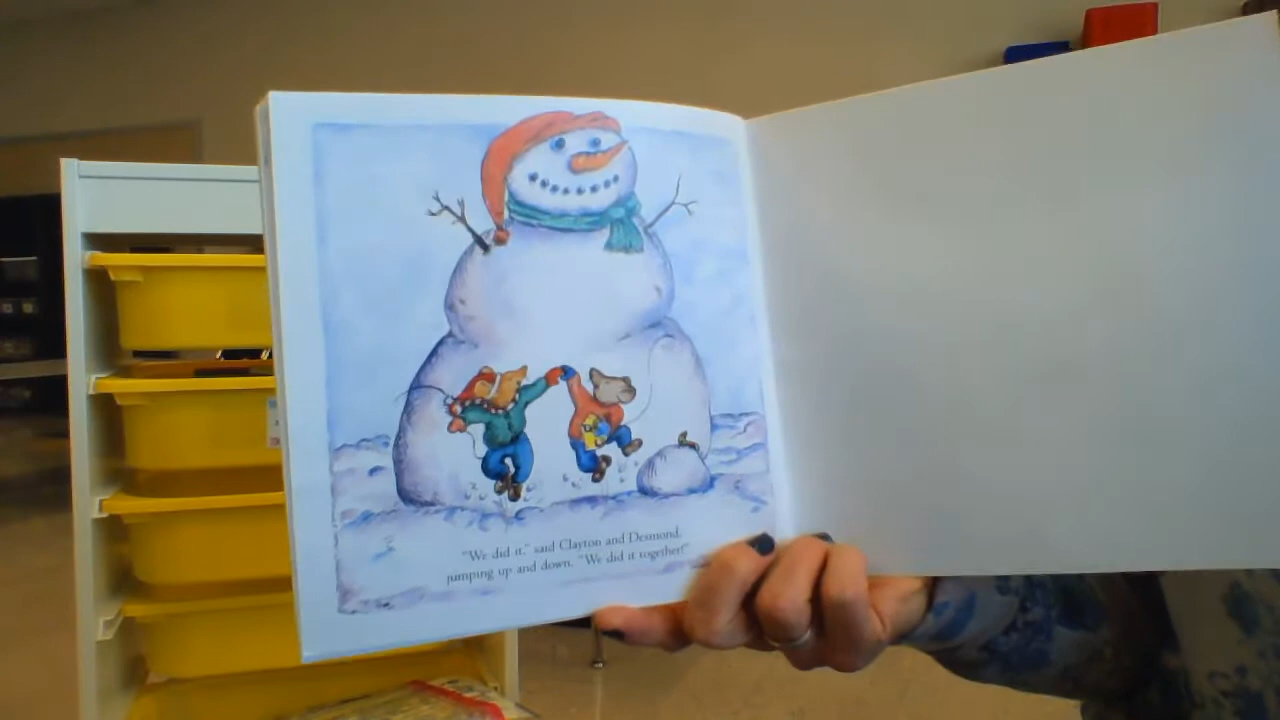 "We did it," said Clayton and Desmond,
jumping up and down. "We did it together!"